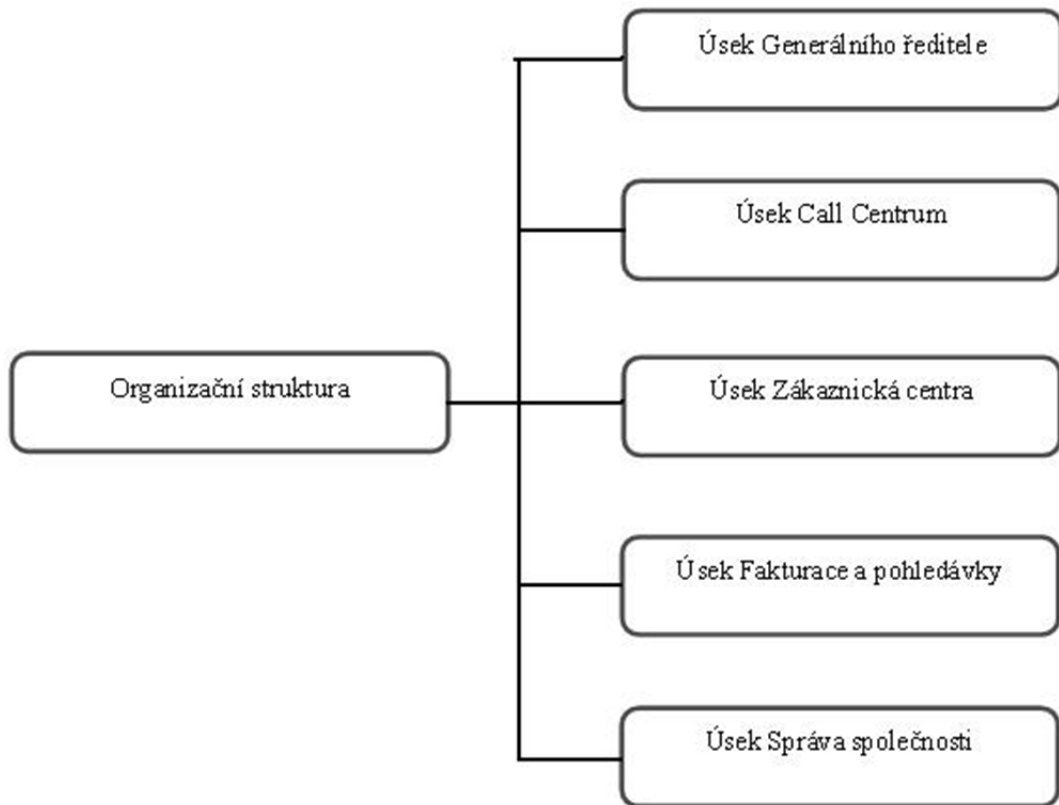 Organizační struktura
Úsek Generálního ředitele
Úsek Call Centrum
Úsek Zákaznická centra
Úsek Fakturace a pohledávky
Úsek Správa společnosti